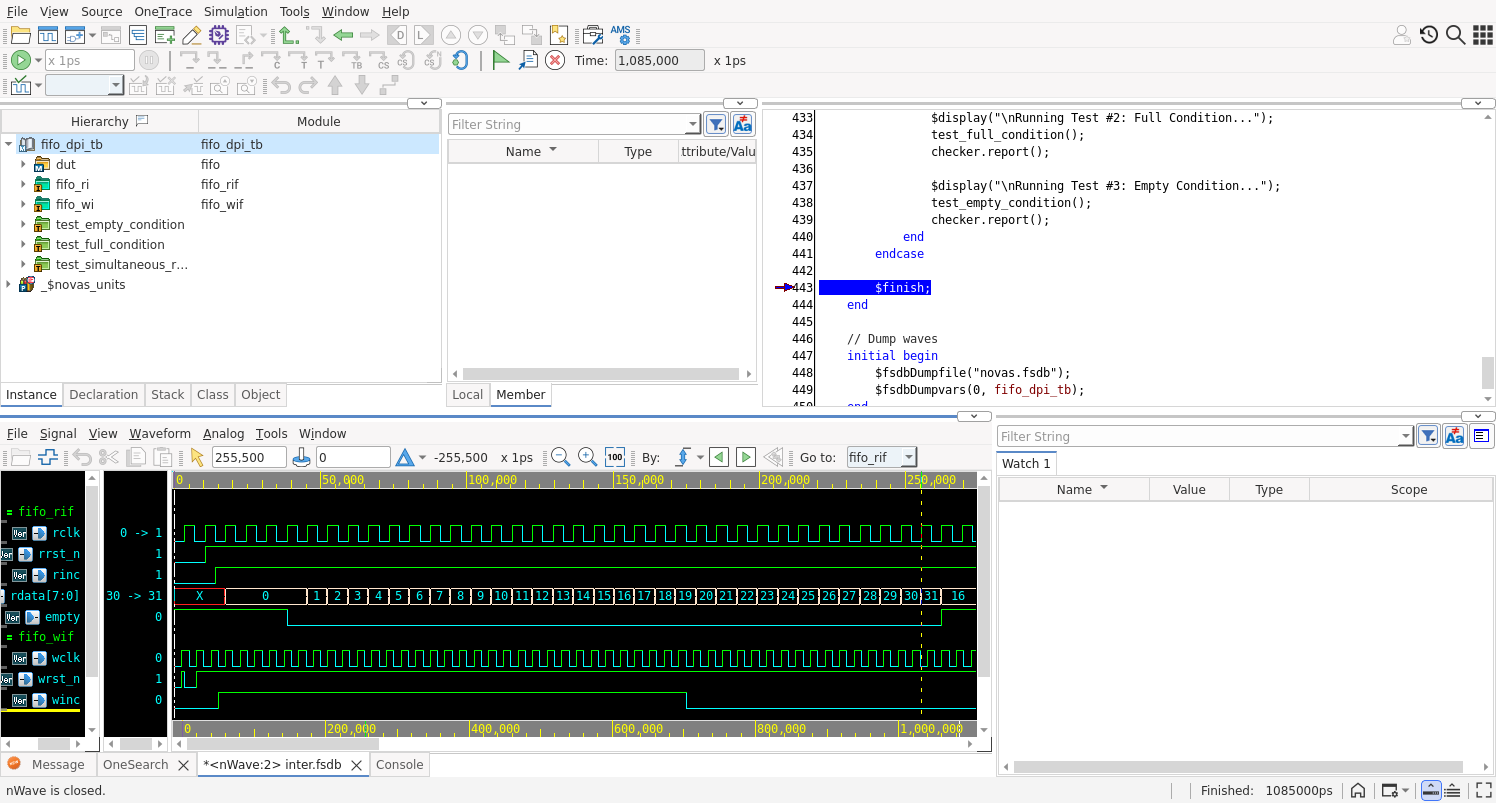 File View Source OneTrace Simulation Tools Window Help
x 1ps Time: 1,085,000 x 1ps
Hierarchy Module
fifo_dpi_tb fifo_dpi_tb
dut fifo
fifo_ri fifo_rif
fifo_wi fifo_wif
test_empty_condition
test_full_condition
test_simultaneous_r...
_$novas_units
Instance Declaration Stack Class Object
Filter String
Name Type ttribute/Valu
Local Member
433 $display("\nRunning Test #2: Full Condition...");
434 test_full_condition();
435 checker.report();
436
437 $display("\nRunning Test #3: Empty Condition...");
438 test_empty_condition();
439 checker.report();
440 end
441 endcase
442
443 $finish;
444 end
445
446 // Dump waves
447 initial begin
448 $fsdbDumpfile("novas.fsdb");
449 $fsdbDumpvars(0, fifo_dpi_tb);
450 end
File Signal View Waveform Analog Tools Window
255,500 0 -255,500 x 1ps 100 By: Go to: fifo_rif
0 50,000 100,000 150,000 200,000 250,000
= fifo_rif
rclk 0 -> 1
rrst_n 1
rinc 1
rdata[7:0] 30 -> 31 X 0 1 2 3 4 5 6 7 8 9 10 11 12 13 14 15 16 17 18 19 20 21 22 23 24 25 26 27 28 29 30 31 16
empty 0
= fifo_wif
wclk 0
wrst_n 1
winc 0
0 200,000 400,000 600,000 800,000 1,000,000
Message OneSearch *<nWave:2> inter.fsdb Console
Filter String
Watch 1
Name Value Type Scope
nWave is closed. Finished: 1085000ps